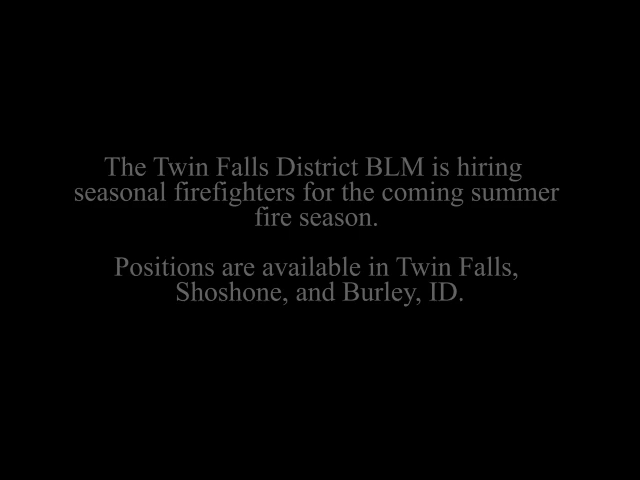 The Twin Falls District BLM is hiring
seasonal firefighters for the coming summer
fire season.
Positions are available in Twin Falls,
Shoshone, and Burley, ID.